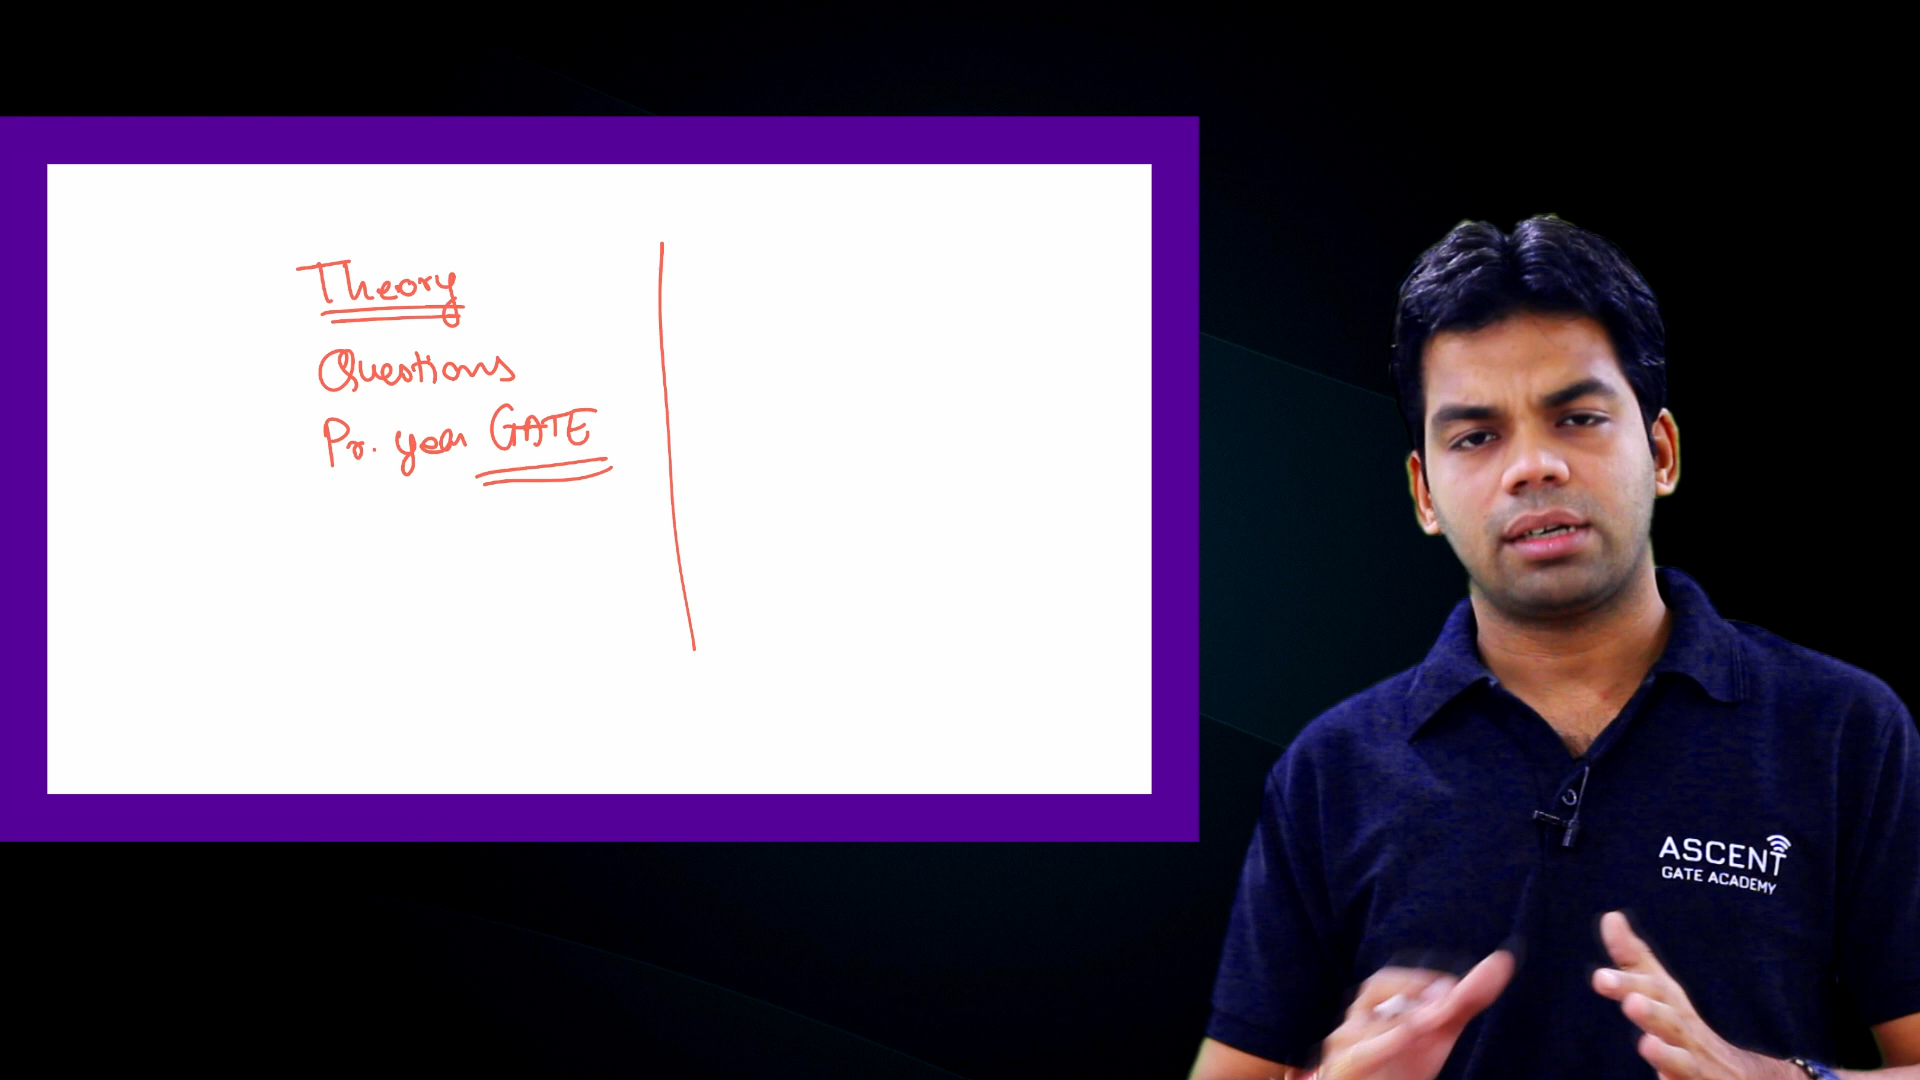 Theory
Questions
Pr. year GATE
ASCENT
GATE ACADEMY